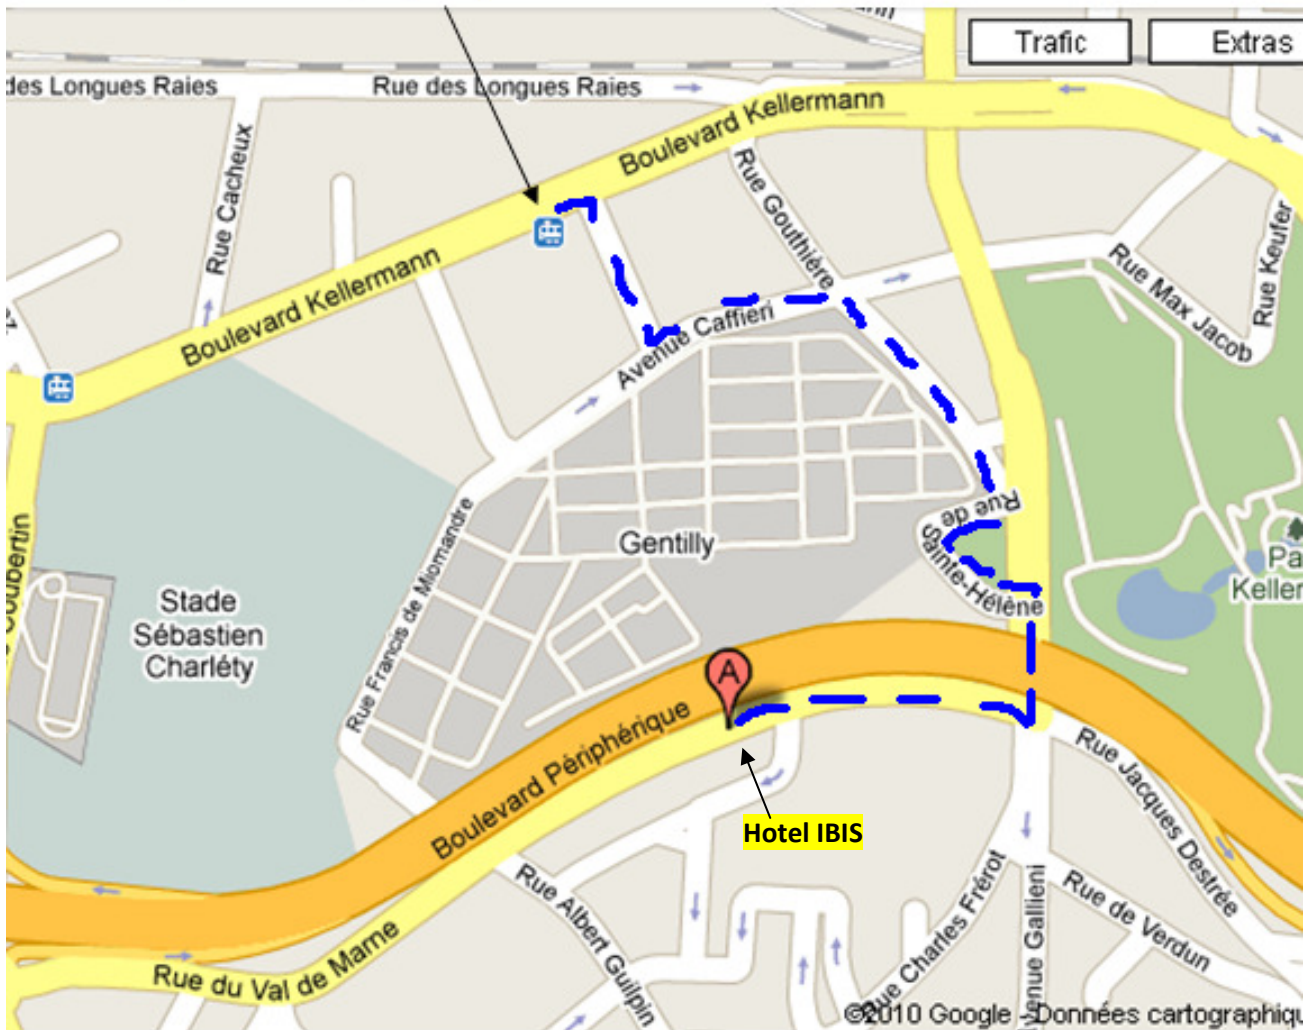 Trafic
Extras
des Longues Raies
Rue des Longues Raies
Boulevard Kellermann
Rue Cacheux
Rue Gouthière
Rue Keufer
Rue Max Jacob
Boulevard Kellermann
Avenue Caffieri
Rue de
Sainte-Hélène
Gentilly
Rue Francis de Miomandre
Coubertin
Stade
Sébastien
Charléty
Pa
Keller
A
Boulevard Périphérique
Hotel IBIS
Rue Jacques Destrée
Rue Albert Guilpin
Rue Charles Frérot
Avenue Gallieni
Rue de Verdun
Rue du Val de Marne
©2010 Google - Données cartographiqu